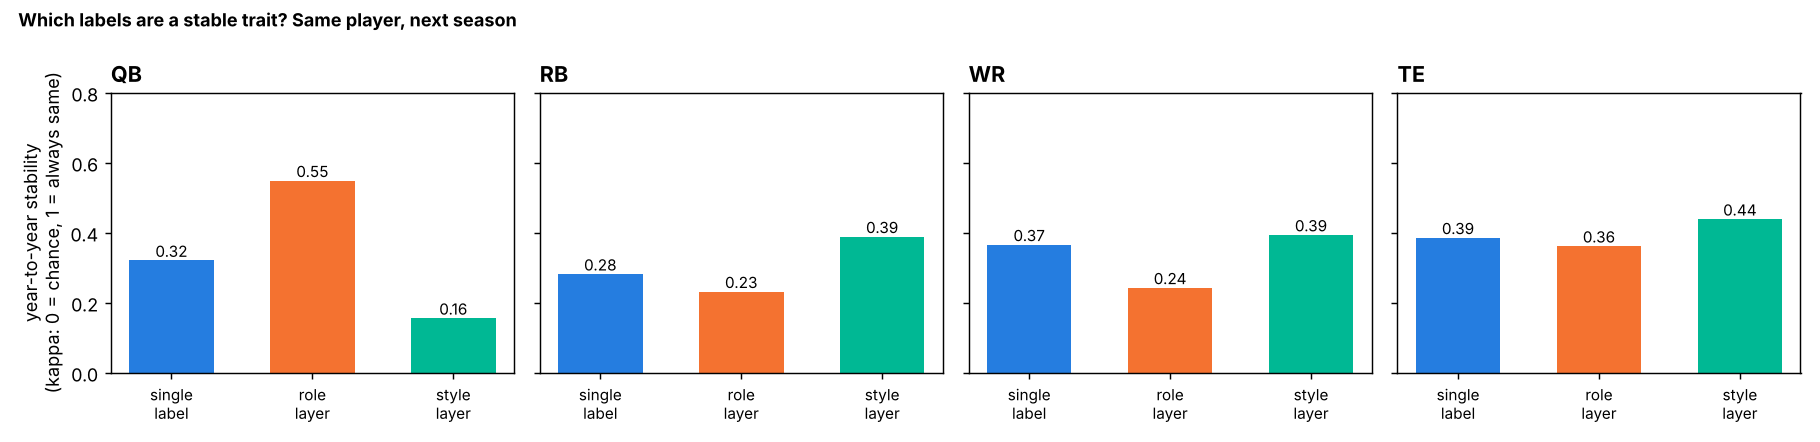 Which labels are a stable trait? Same player, next season
year-to-year stability
(kappa: 0 = chance, 1 = always same)
0.8
0.6
0.4
0.2
0.0
QB
0.32
0.55
0.16
single
label
role
layer
style
layer
RB
0.28
0.23
0.39
single
label
role
layer
style
layer
WR
0.37
0.24
0.39
single
label
role
layer
style
layer
TE
0.39
0.36
0.44
single
label
role
layer
style
layer